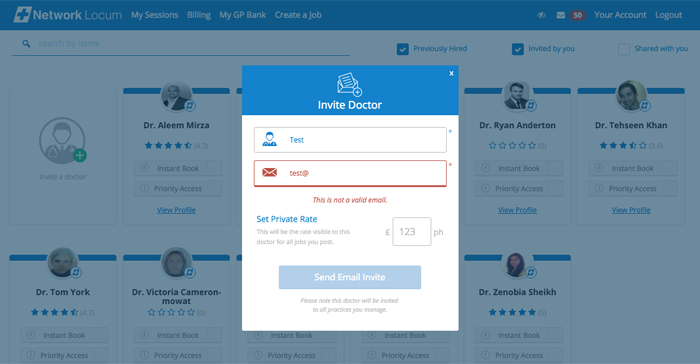 Network Locum My Sessions Billing My GP Bank Create a Job 50 Your Account Logout
search by name Previously Hired Invited by you Shared with you
x
Invite Doctor
Test *
test@ *
This is not a valid email.
Set Private Rate
This will be the rate visible to this
doctor for all jobs you post.
£ 123 ph
Send Email Invite
Please note this doctor will be invited
to all practices you manage.
Invite a doctor
Dr. Aleem Mirza
(4.3)
Instant Book
Priority Access
View Profile
Dr. Ryan Anderton
(0)
Instant Book
Priority Access
View Profile
Dr. Tehseen Khan
(3.6)
Instant Book
Priority Access
View Profile
Dr. Tom York
(4.7)
Instant Book
Priority Access
Dr. Victoria Cameron-
mowat
(0)
Instant Book
Priority Access
Dr. Zenobia Sheikh
(5)
Instant Book
Priority Access